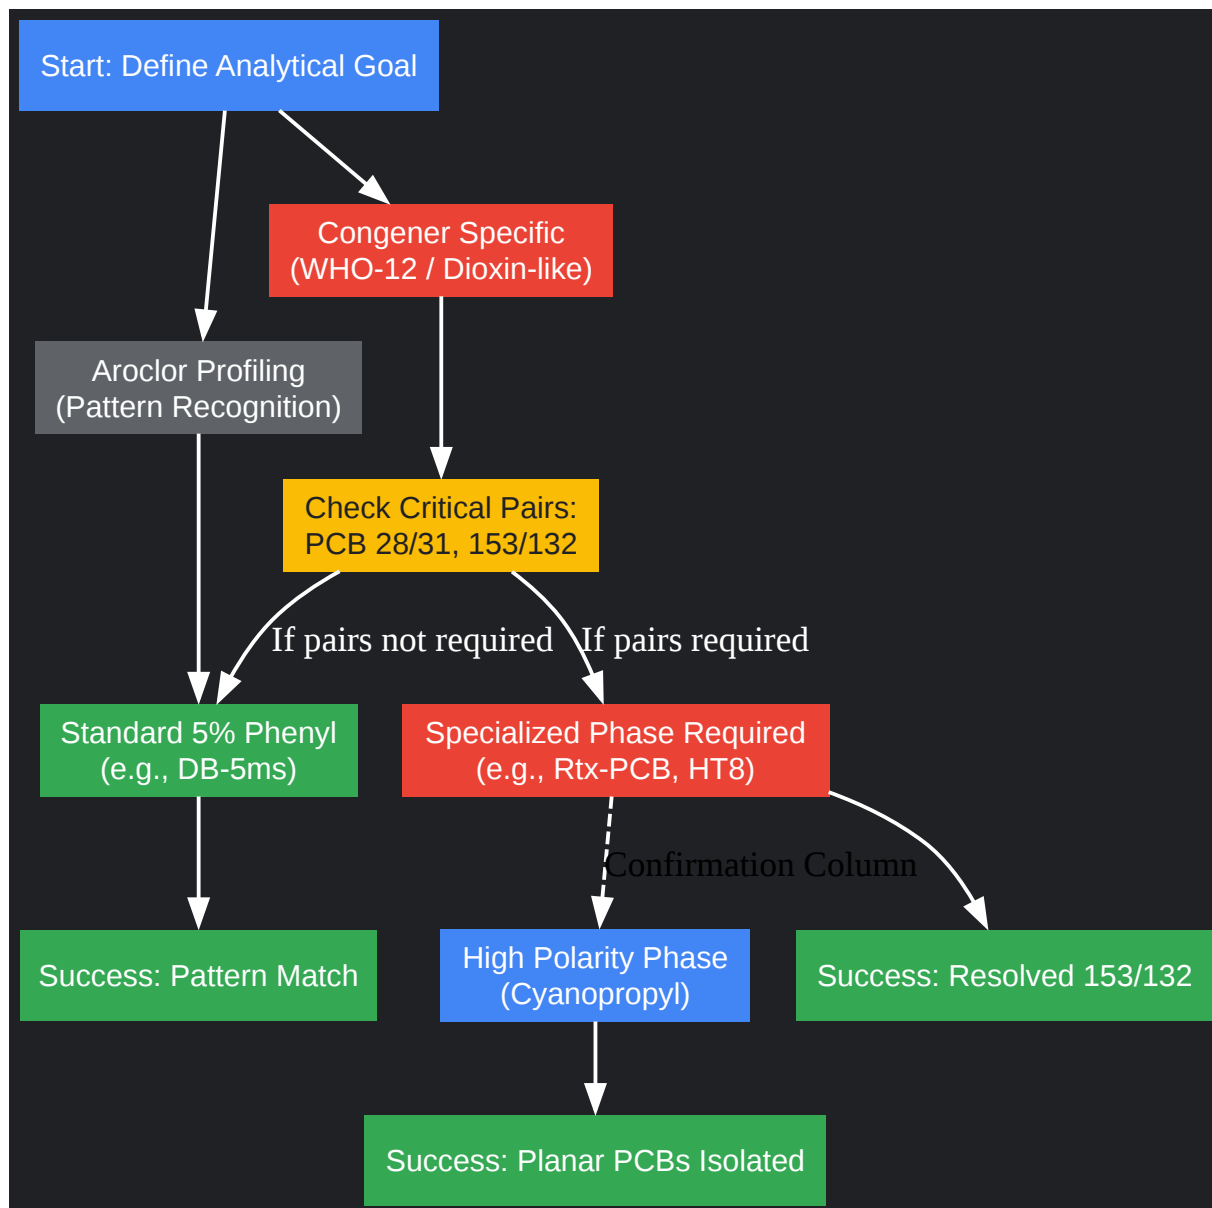 Start: Define Analytical Goal
Congener Specific
(WHO-12 / Dioxin-like)
Aroclor Profiling
(Pattern Recognition)
Check Critical Pairs:
PCB 28/31, 153/132
If pairs not required
If pairs required
Standard 5% Phenyl
(e.g., DB-5ms)
Specialized Phase Required
(e.g., Rtx-PCB, HT8)
Confirmation Column
Success: Pattern Match
High Polarity Phase
(Cyanopropyl)
Success: Resolved 153/132
Success: Planar PCBs Isolated